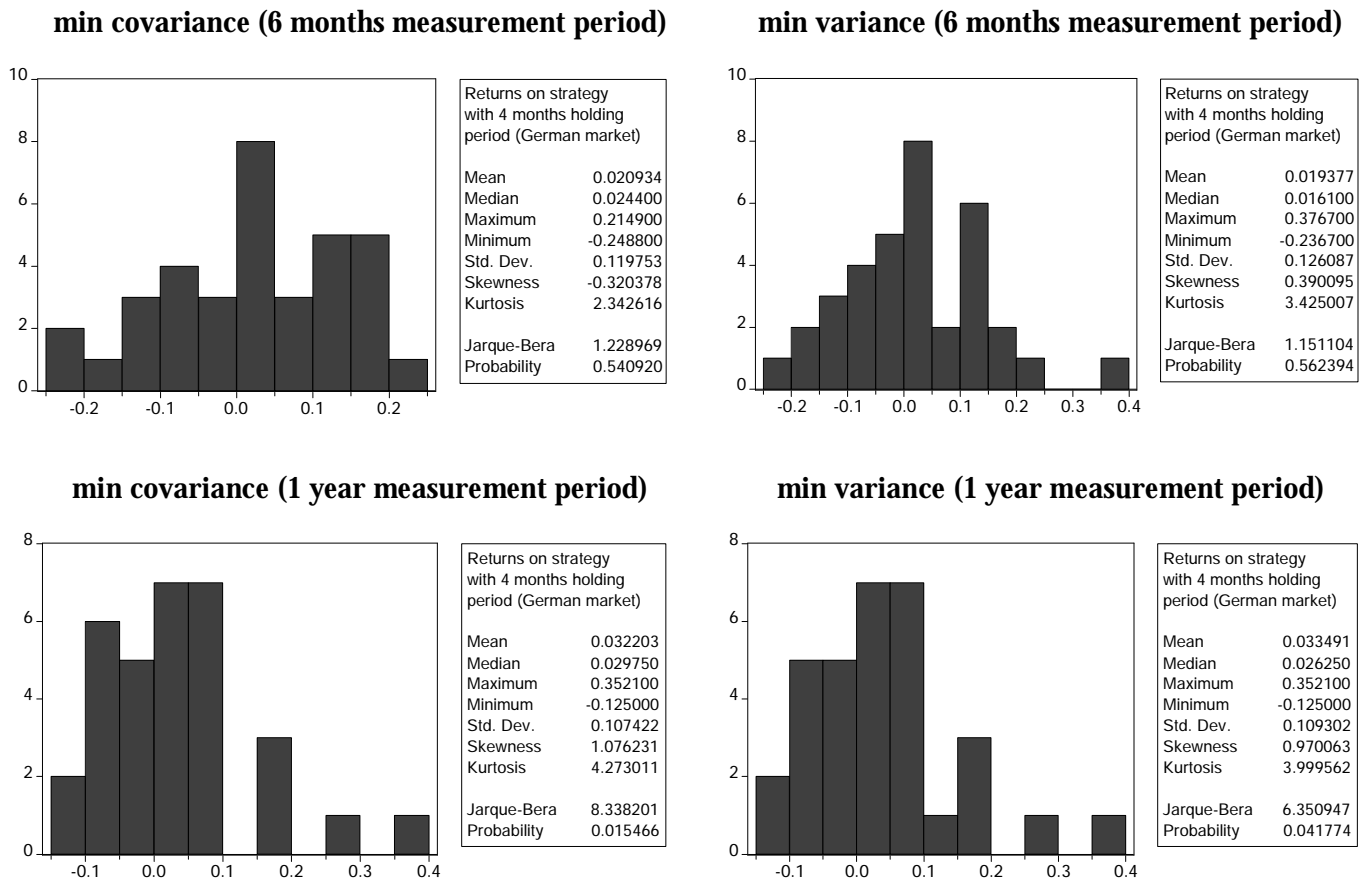 min covariance (6 months measurement period)
10
8
6
4
2
0
-0.2 -0.1 0.0 0.1 0.2
Returns on strategy
with 4 months holding
period (German market)
Mean 0.020934
Median 0.024400
Maximum 0.214900
Minimum -0.248800
Std. Dev. 0.119753
Skewness -0.320378
Kurtosis 2.342616
Jarque-Bera 1.228969
Probability 0.540920
min variance (6 months measurement period)
10
8
6
4
2
0
-0.2 -0.1 0.0 0.1 0.2 0.3 0.4
Returns on strategy
with 4 months holding
period (German market)
Mean 0.019377
Median 0.016100
Maximum 0.376700
Minimum -0.236700
Std. Dev. 0.126087
Skewness 0.390095
Kurtosis 3.425007
Jarque-Bera 1.151104
Probability 0.562394
min covariance (1 year measurement period)
8
6
4
2
0
-0.1 0.0 0.1 0.2 0.3 0.4
Returns on strategy
with 4 months holding
period (German market)
Mean 0.032203
Median 0.029750
Maximum 0.352100
Minimum -0.125000
Std. Dev. 0.107422
Skewness 1.076231
Kurtosis 4.273011
Jarque-Bera 8.338201
Probability 0.015466
min variance (1 year measurement period)
8
6
4
2
0
-0.1 0.0 0.1 0.2 0.3 0.4
Returns on strategy
with 4 months holding
period (German market)
Mean 0.033491
Median 0.026250
Maximum 0.352100
Minimum -0.125000
Std. Dev. 0.109302
Skewness 0.970063
Kurtosis 3.999562
Jarque-Bera 6.350947
Probability 0.041774